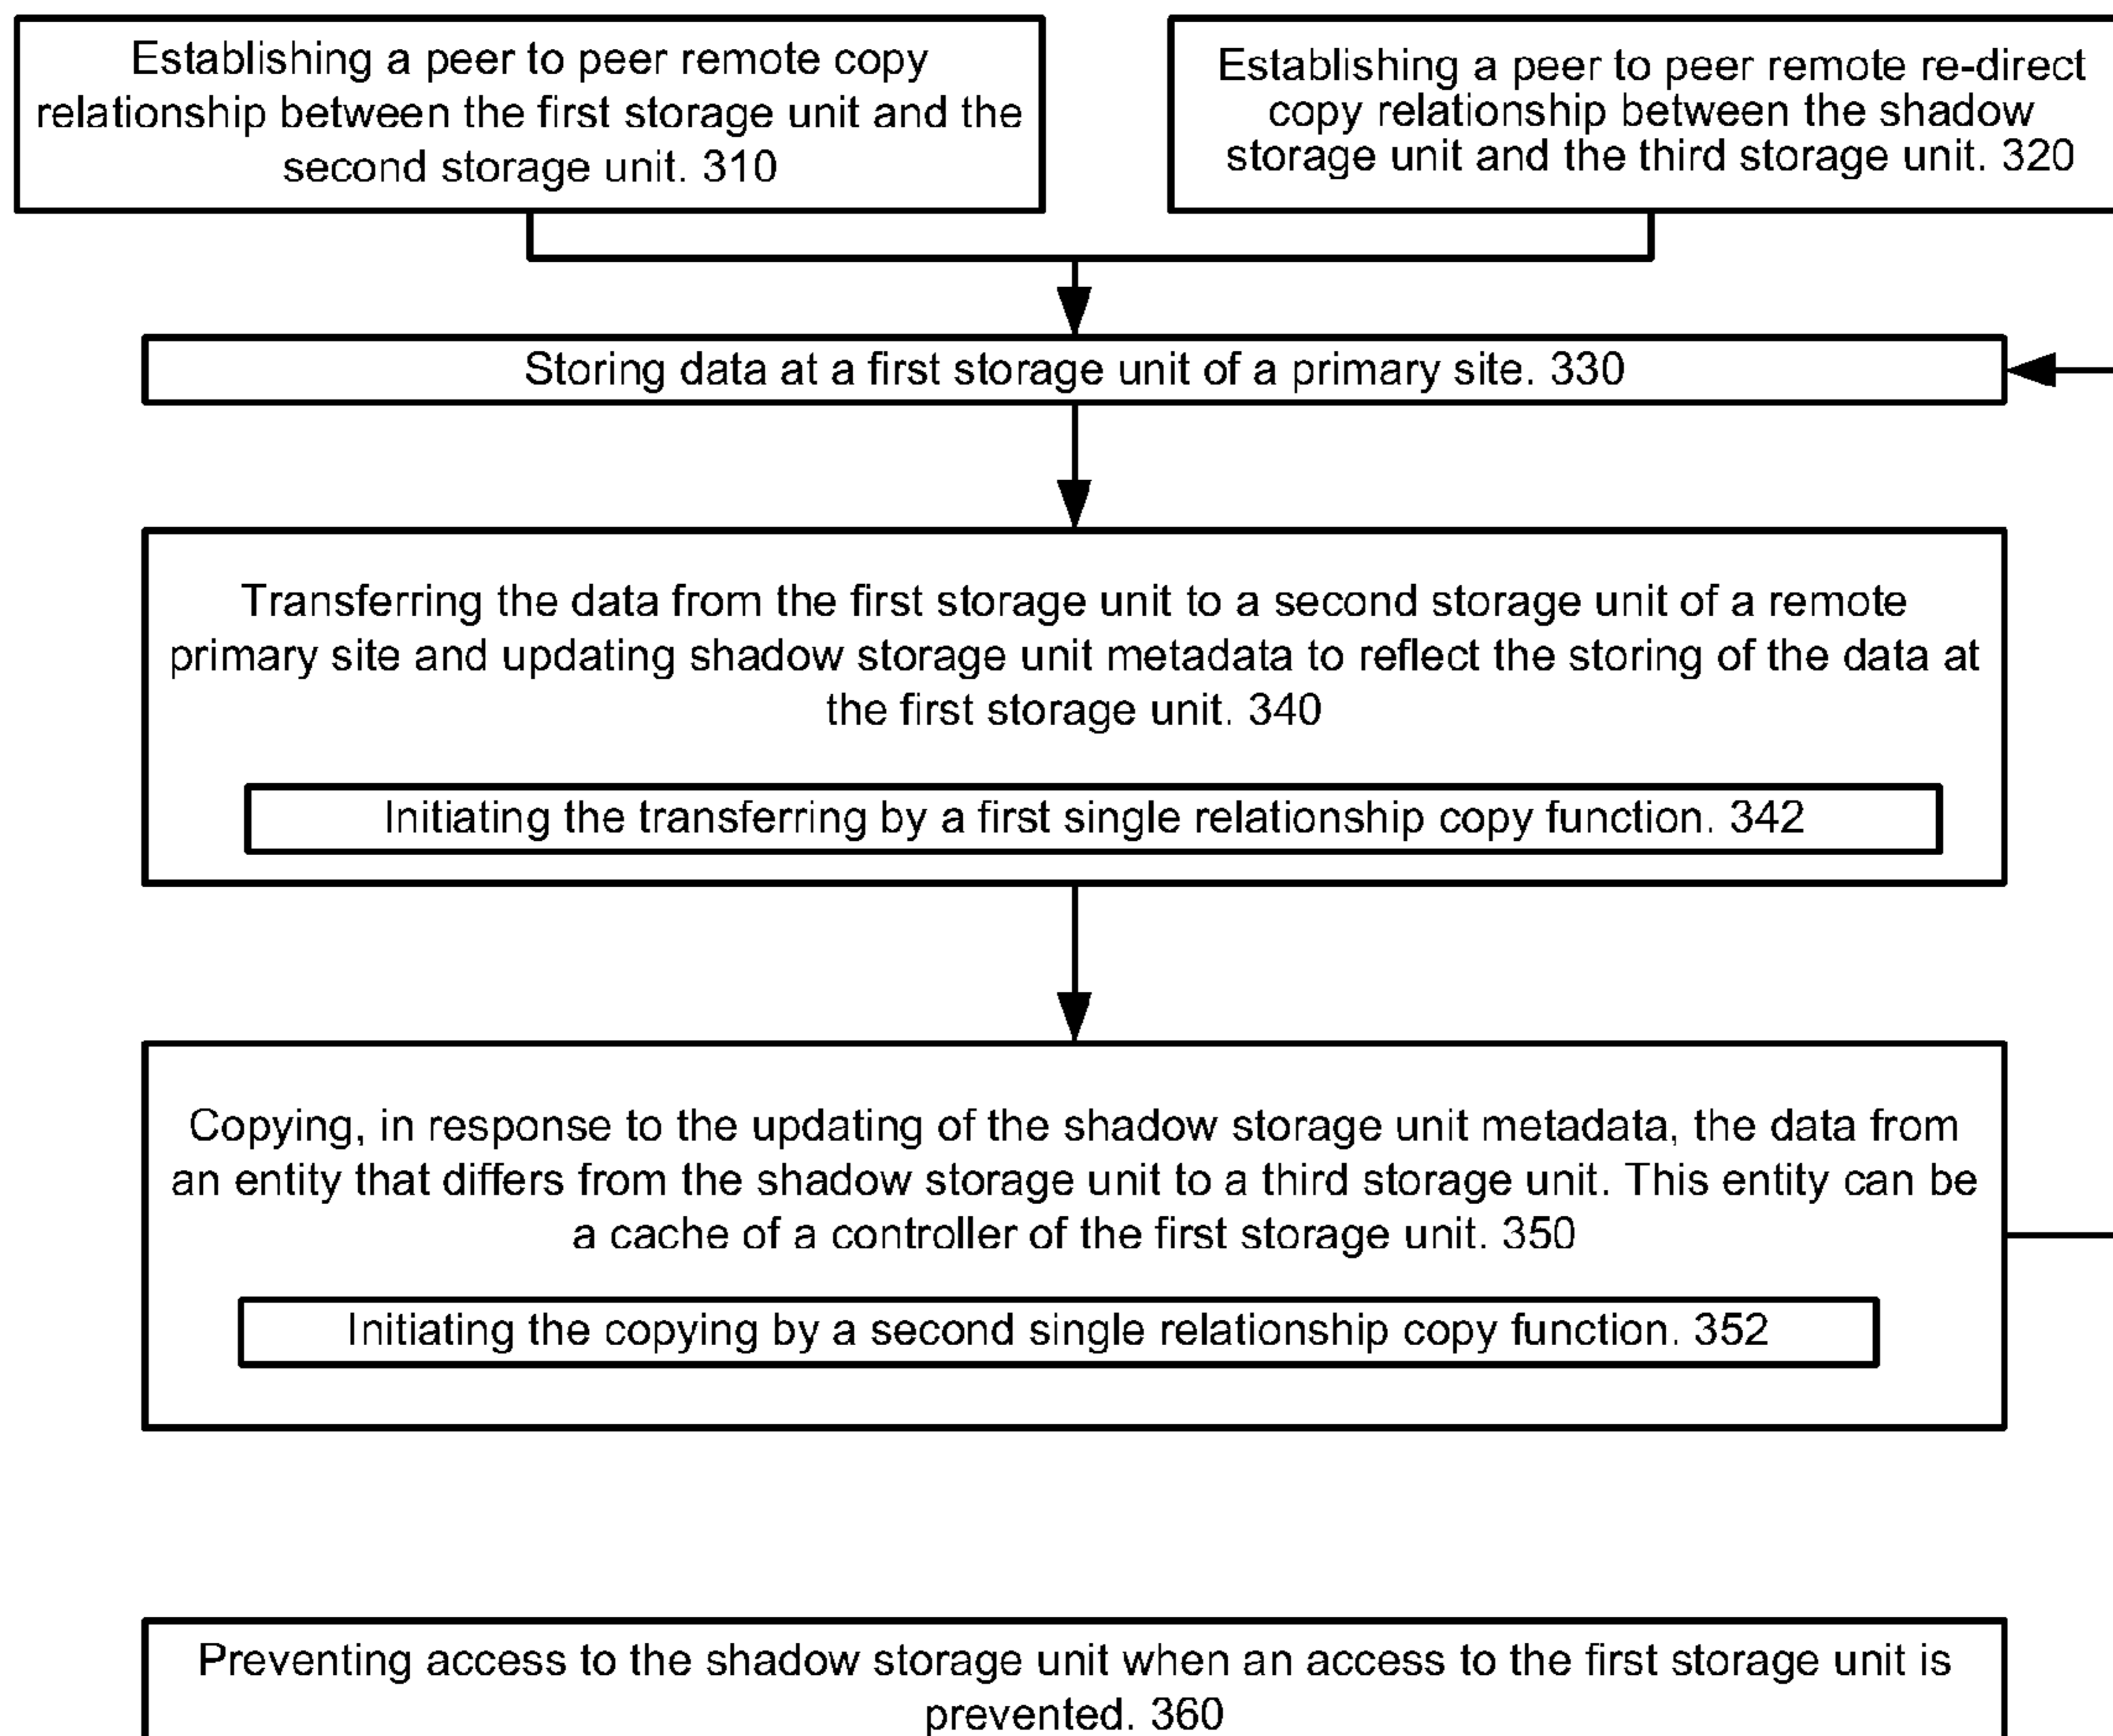 Establishing a peer to peer remote copy
relationship between the first storage unit and the
second storage unit. 310
Establishing a peer to peer remote re-direct
copy relationship between the shadow
storage unit and the third storage unit. 320
Storing data at a first storage unit of a primary site. 330
Transferring the data from the first storage unit to a second storage unit of a remote
primary site and updating shadow storage unit metadata to reflect the storing of the data at
the first storage unit. 340
Initiating the transferring by a first single relationship copy function. 342
Copying, in response to the updating of the shadow storage unit metadata, the data from
an entity that differs from the shadow storage unit to a third storage unit. This entity can be
a cache of a controller of the first storage unit. 350
Initiating the copying by a second single relationship copy function. 352
Preventing access to the shadow storage unit when an access to the first storage unit is
prevented. 360